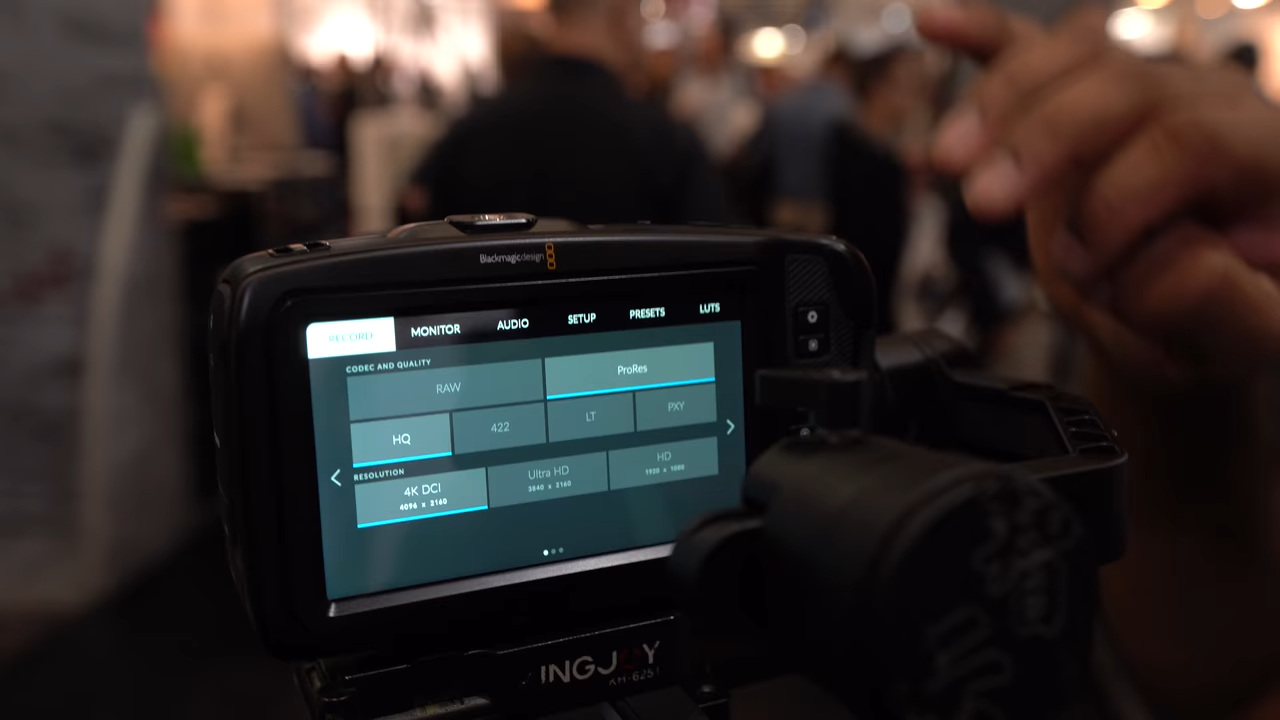 Blackmagicdesign
RECORD MONITOR AUDIO SETUP PRESETS LUTS
CODEC AND QUALITY
RAW ProRes
HQ 422 LT PXY
RESOLUTION
4K DCI Ultra HD HD
4096 x 2160 3840 x 2160 1920 x 1080
INGJOY